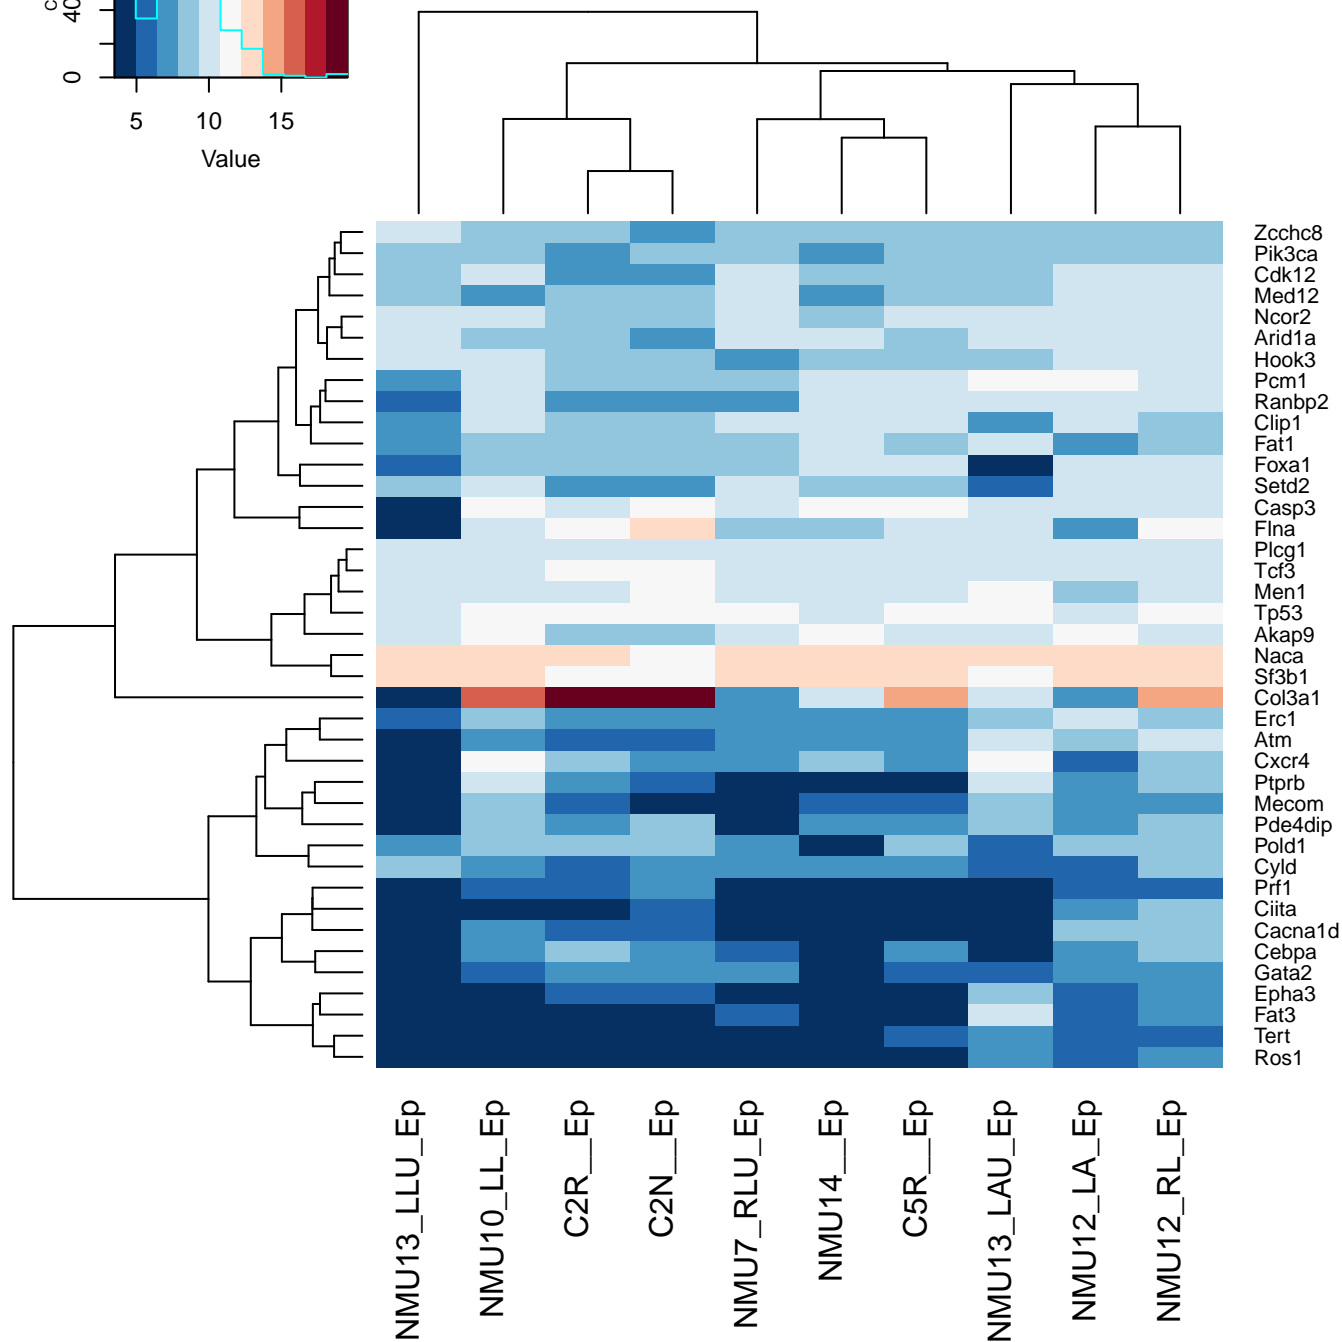 c
40
0
5 10 15
Value
Zcchc8
Pik3ca
Cdk12
Med12
Ncor2
Arid1a
Hook3
Pcm1
Ranbp2
Clip1
Fat1
Foxa1
Setd2
Casp3
Flna
Plcg1
Tcf3
Men1
Tp53
Akap9
Naca
Sf3b1
Col3a1
Erc1
Atm
Cxcr4
Ptprb
Mecom
Pde4dip
Pold1
Cyld
Prf1
Ciita
Cacna1d
Cebpa
Gata2
Epha3
Fat3
Tert
Ros1
NMU13_LLU_Ep
NMU10_LL_Ep
C2R__Ep
C2N__Ep
NMU7_RLU_Ep
NMU14__Ep
C5R__Ep
NMU13_LAU_Ep
NMU12_LA_Ep
NMU12_RL_Ep